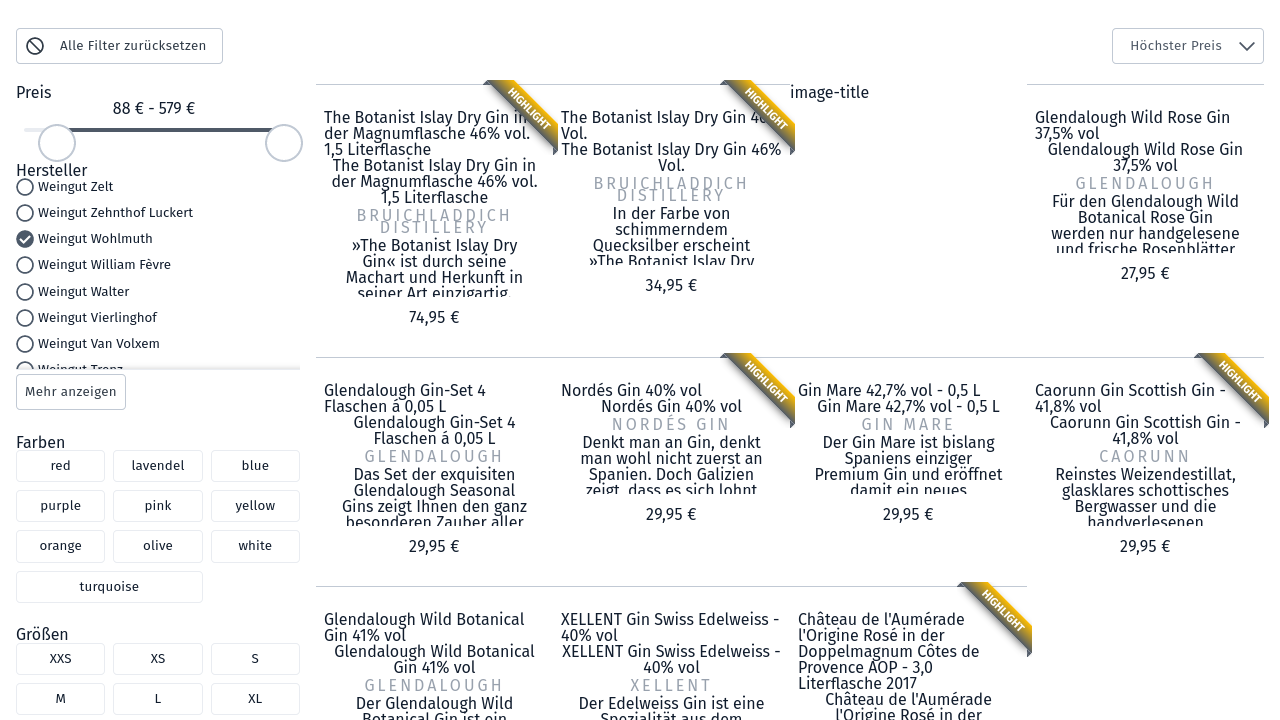 Alle Filter zurücksetzen
Höchster Preis
Preis
88 € - 579 €
Hersteller
Weingut Zelt
Weingut Zehnthof Luckert
Weingut Wohlmuth
Weingut William Fèvre
Weingut Walter
Weingut Vierlinghof
Weingut Van Volxem
Weingut Trenz
Mehr anzeigen
Farben
red
lavendel
blue
purple
pink
yellow
orange
olive
white
turquoise
Größen
XXS
XS
S
M
L
XL
HIGHLIGHT
The Botanist Islay Dry Gin in
der Magnumflasche 46% vol.
1,5 Literflasche
The Botanist Islay Dry Gin in
der Magnumflasche 46% vol.
1,5 Literflasche
BRUICHLADDICH
DISTILLERY
»The Botanist Islay Dry
Gin« ist durch seine
Machart und Herkunft in
seiner Art einzigartig.
74,95 €
HIGHLIGHT
The Botanist Islay Dry Gin 46%
Vol.
The Botanist Islay Dry Gin 46%
Vol.
BRUICHLADDICH
DISTILLERY
In der Farbe von
schimmerndem
Quecksilber erscheint
»The Botanist Islay Dry
34,95 €
image-title
Glendalough Wild Rose Gin
37,5% vol
Glendalough Wild Rose Gin
37,5% vol
GLENDALOUGH
Für den Glendalough Wild
Botanical Rose Gin
werden nur handgelesene
und frische Rosenblätter
27,95 €
Glendalough Gin-Set 4
Flaschen á 0,05 L
Glendalough Gin-Set 4
Flaschen á 0,05 L
GLENDALOUGH
Das Set der exquisiten
Glendalough Seasonal
Gins zeigt Ihnen den ganz
besonderen Zauber aller
29,95 €
HIGHLIGHT
Nordés Gin 40% vol
Nordés Gin 40% vol
NORDÉS GIN
Denkt man an Gin, denkt
man wohl nicht zuerst an
Spanien. Doch Galizien
zeigt, dass es sich lohnt
29,95 €
Gin Mare 42,7% vol - 0,5 L
Gin Mare 42,7% vol - 0,5 L
GIN MARE
Der Gin Mare ist bislang
Spaniens einziger
Premium Gin und eröffnet
damit ein neues
29,95 €
HIGHLIGHT
Caorunn Gin Scottish Gin -
41,8% vol
Caorunn Gin Scottish Gin -
41,8% vol
CAORUNN
Reinstes Weizendestillat,
glasklares schottisches
Bergwasser und die
handverlesenen
29,95 €
Glendalough Wild Botanical
Gin 41% vol
Glendalough Wild Botanical
Gin 41% vol
GLENDALOUGH
Der Glendalough Wild
Botanical Gin ist ein
XELLENT Gin Swiss Edelweiss -
40% vol
XELLENT Gin Swiss Edelweiss -
40% vol
XELLENT
Der Edelweiss Gin ist eine
Spezialität aus dem
HIGHLIGHT
Château de l'Aumérade
l'Origine Rosé in der
Doppelmagnum Côtes de
Provence AOP - 3,0
Literflasche 2017
Château de l'Aumérade
l'Origine Rosé in der